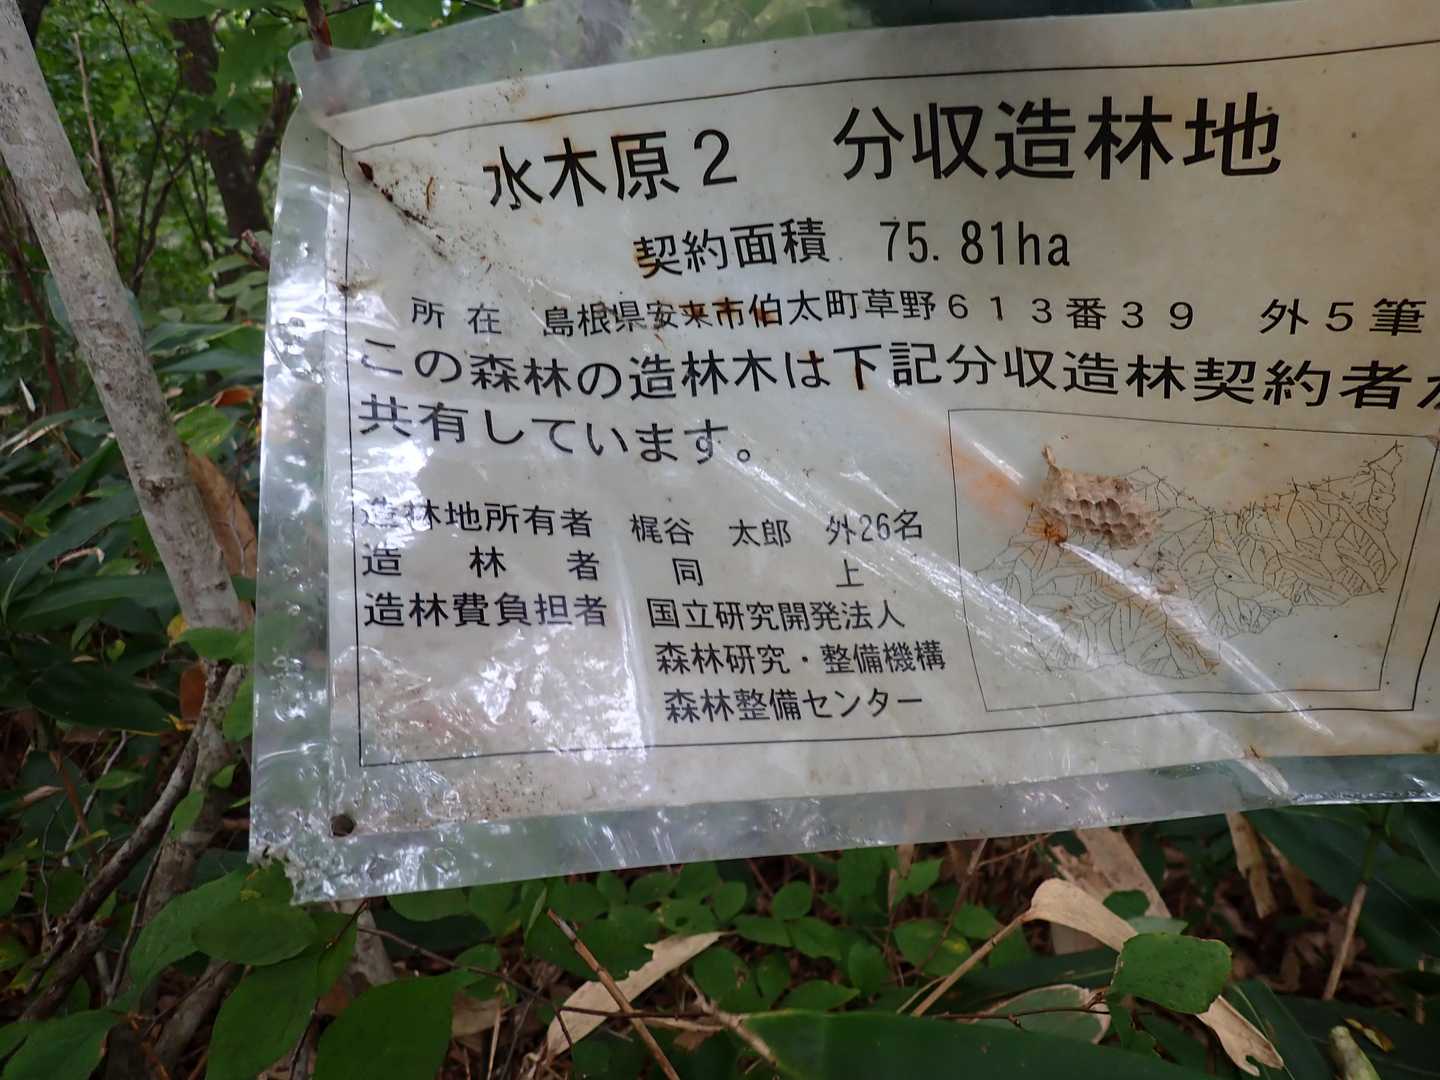 水木原2　分収造林地
契約面積　75.81ha
所在　島根県安来市伯太町草野613番39　外5筆
この森林の造林木は下記分収造林契約者が
共有しています。
造林地所有者　梶谷　太郎　外26名
造林者　同上
造林費負担者　国立研究開発法人
森林研究・整備機構
森林整備センター